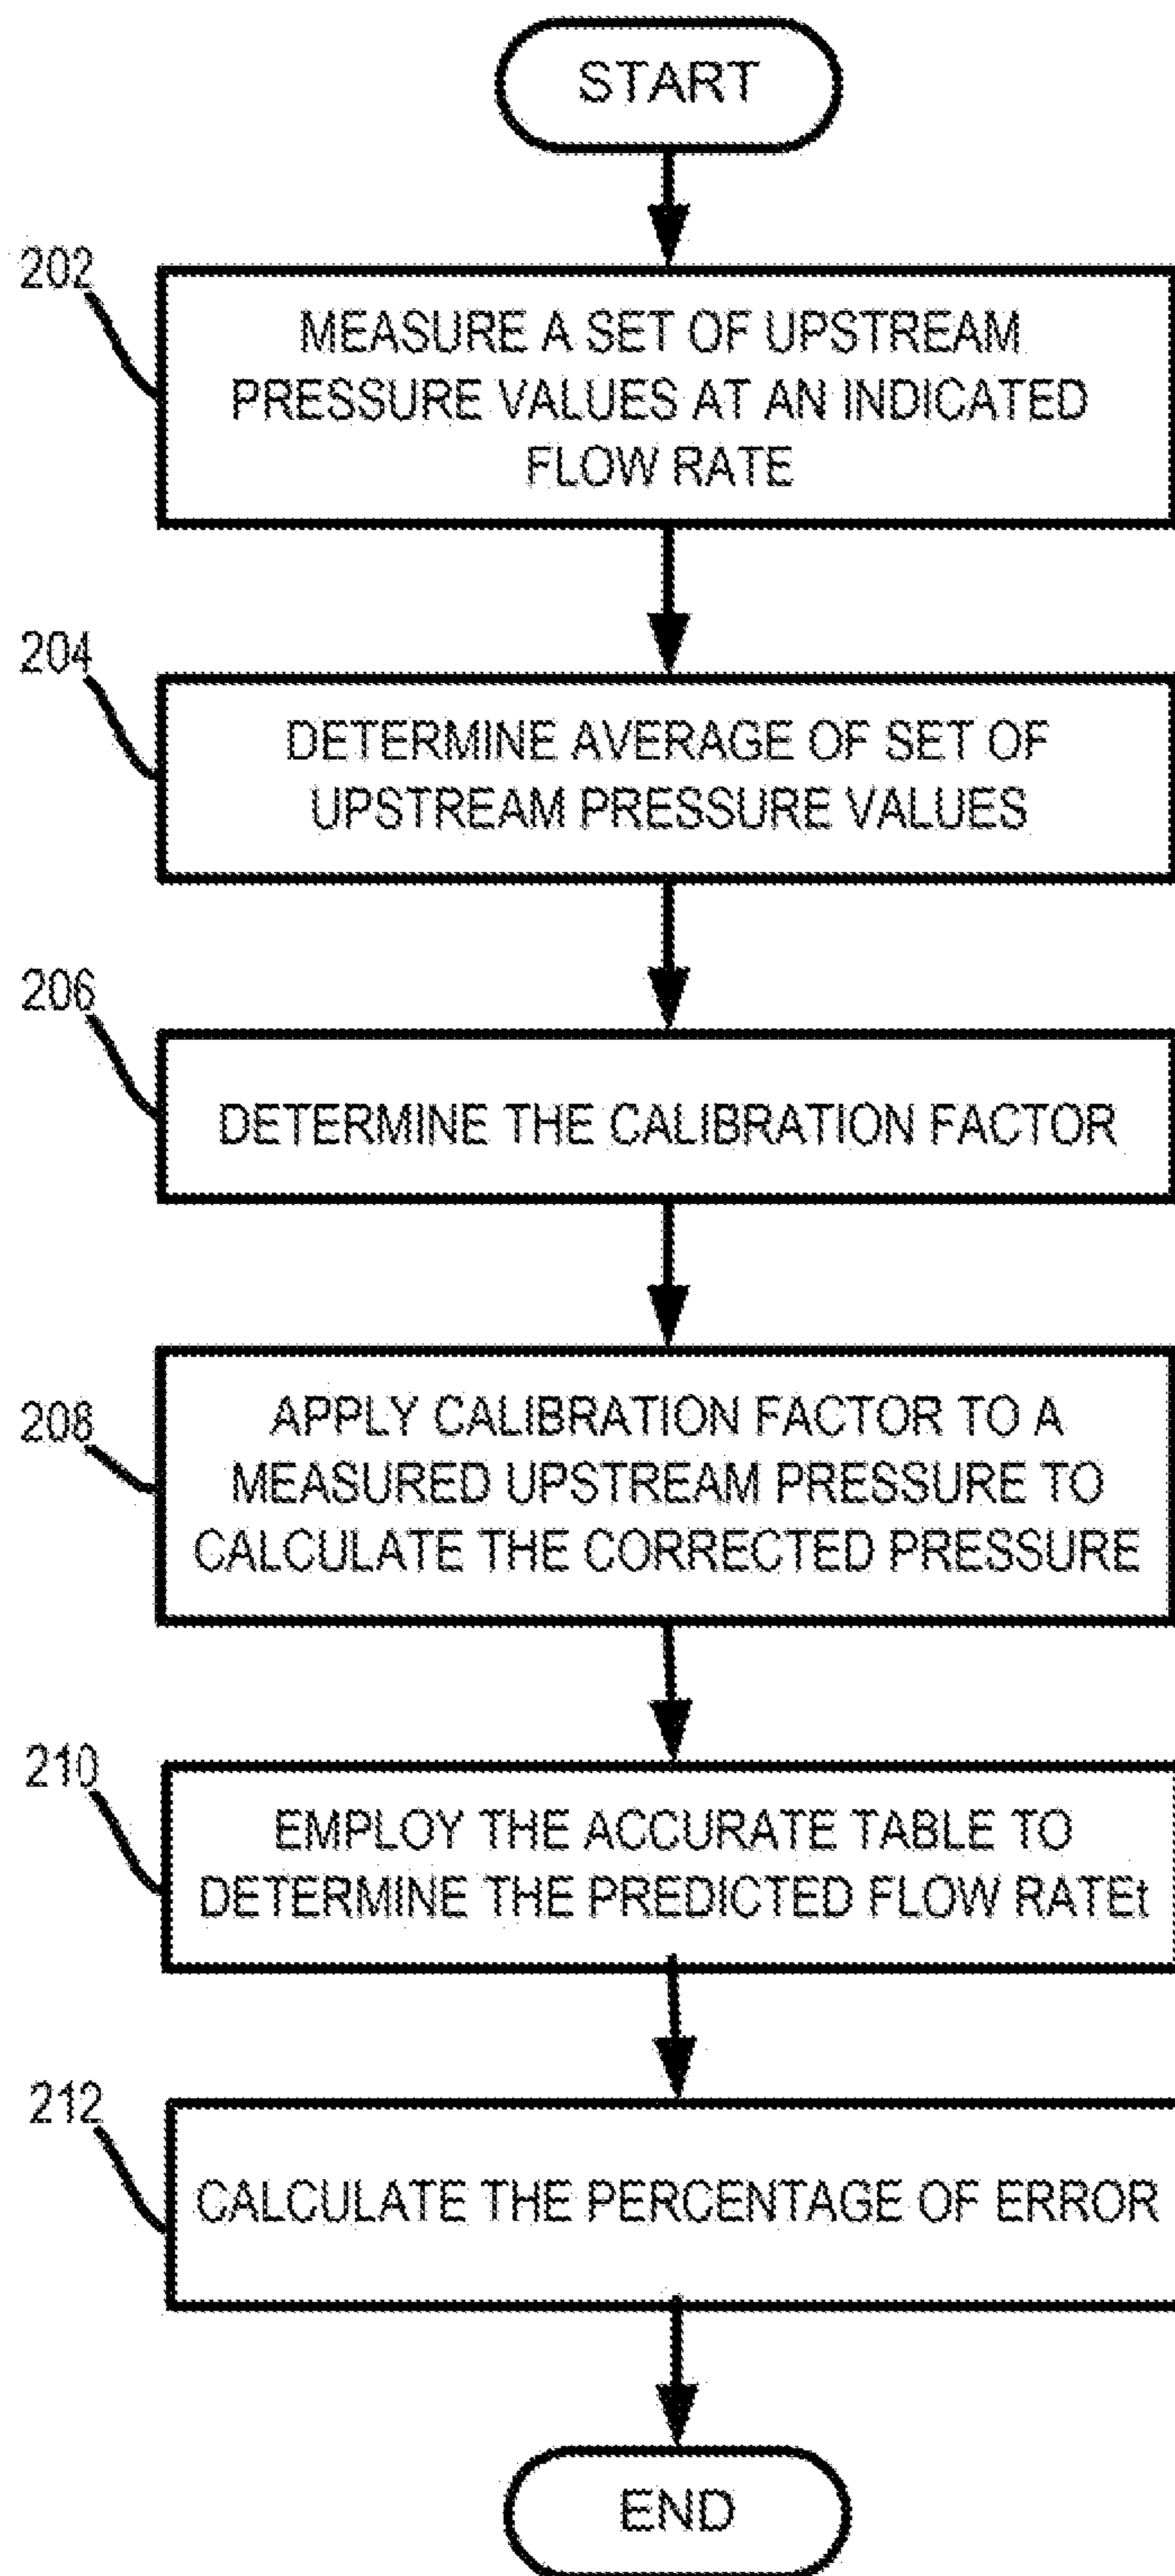 START
202
MEASURE A SET OF UPSTREAM
PRESSURE VALUES AT AN INDICATED
FLOW RATE
204
DETERMINE AVERAGE OF SET OF
UPSTREAM PRESSURE VALUES
206
DETERMINE THE CALIBRATION FACTOR
208
APPLY CALIBRATION FACTOR TO A
MEASURED UPSTREAM PRESSURE TO
CALCULATE THE CORRECTED PRESSURE
210
EMPLOY THE ACCURATE TABLE TO
DETERMINE THE PREDICTED FLOW RATEt
212
CALCULATE THE PERCENTAGE OF ERROR
END